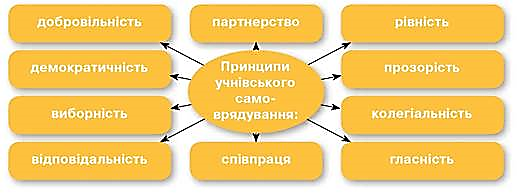 добровільність
партнерство
рівність
демократичність
Принципи
учнівського
само-
врядування:
прозорість
виборність
колегіальність
відповідальність
співпраця
гласність